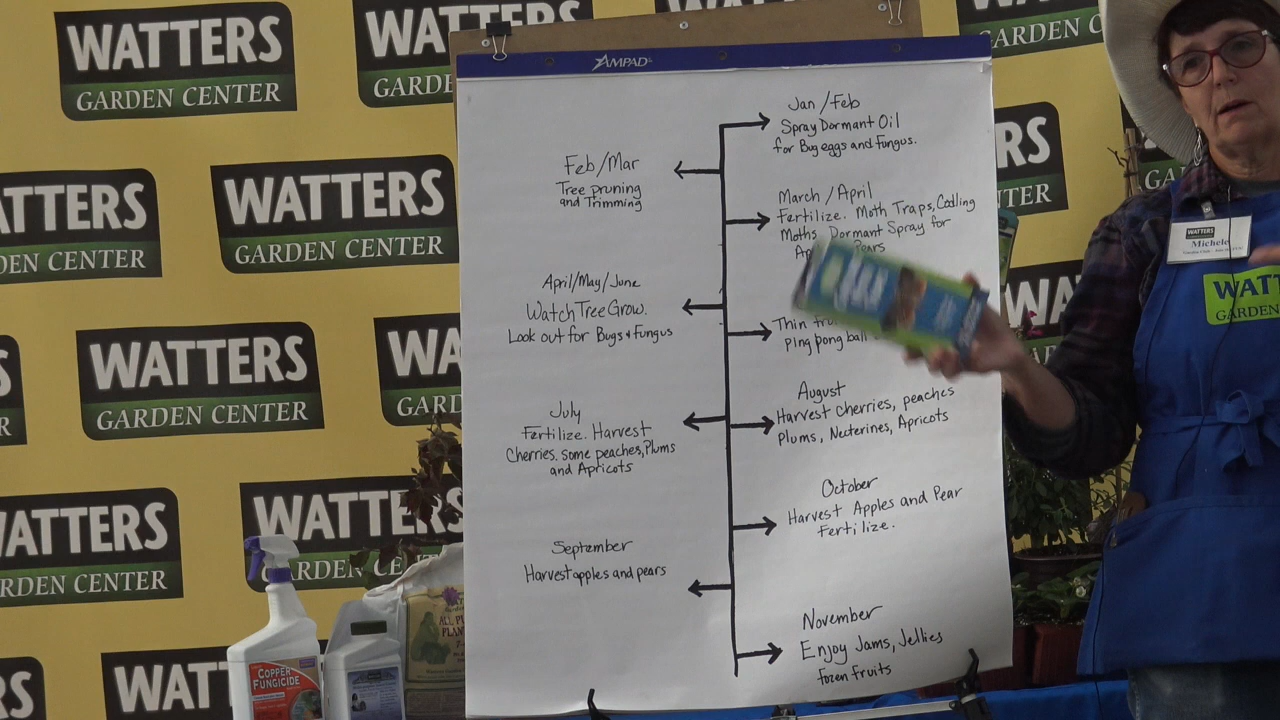 WATTERS
GARDEN CENTER
AMPAD
Jan/Feb
Spray Dormant Oil
for Bug eggs and Fungus.
Feb/Mar
Tree pruning
and Trimming
March/April
Fertilize. Moth Traps, Codling
Moths Dormant Spray for
Pears
April/May/June
Watch Tree Grow.
Look out for Bugs & Fungus
Thin
ping pong ball
July
Fertilize. Harvest
Cherries. some peaches, Plums
and Apricots
August
Harvest Cherries, peaches
Plums, Necterines, Apricots
September
Harvest apples and pears
October
Harvest Apples and Pear
Fertilize.
November
Enjoy Jams, Jellies
fozen fruits
WATTERS
Michele
WATT
GARDEN
COPPER
FUNGICIDE
ALL PU
PLAN